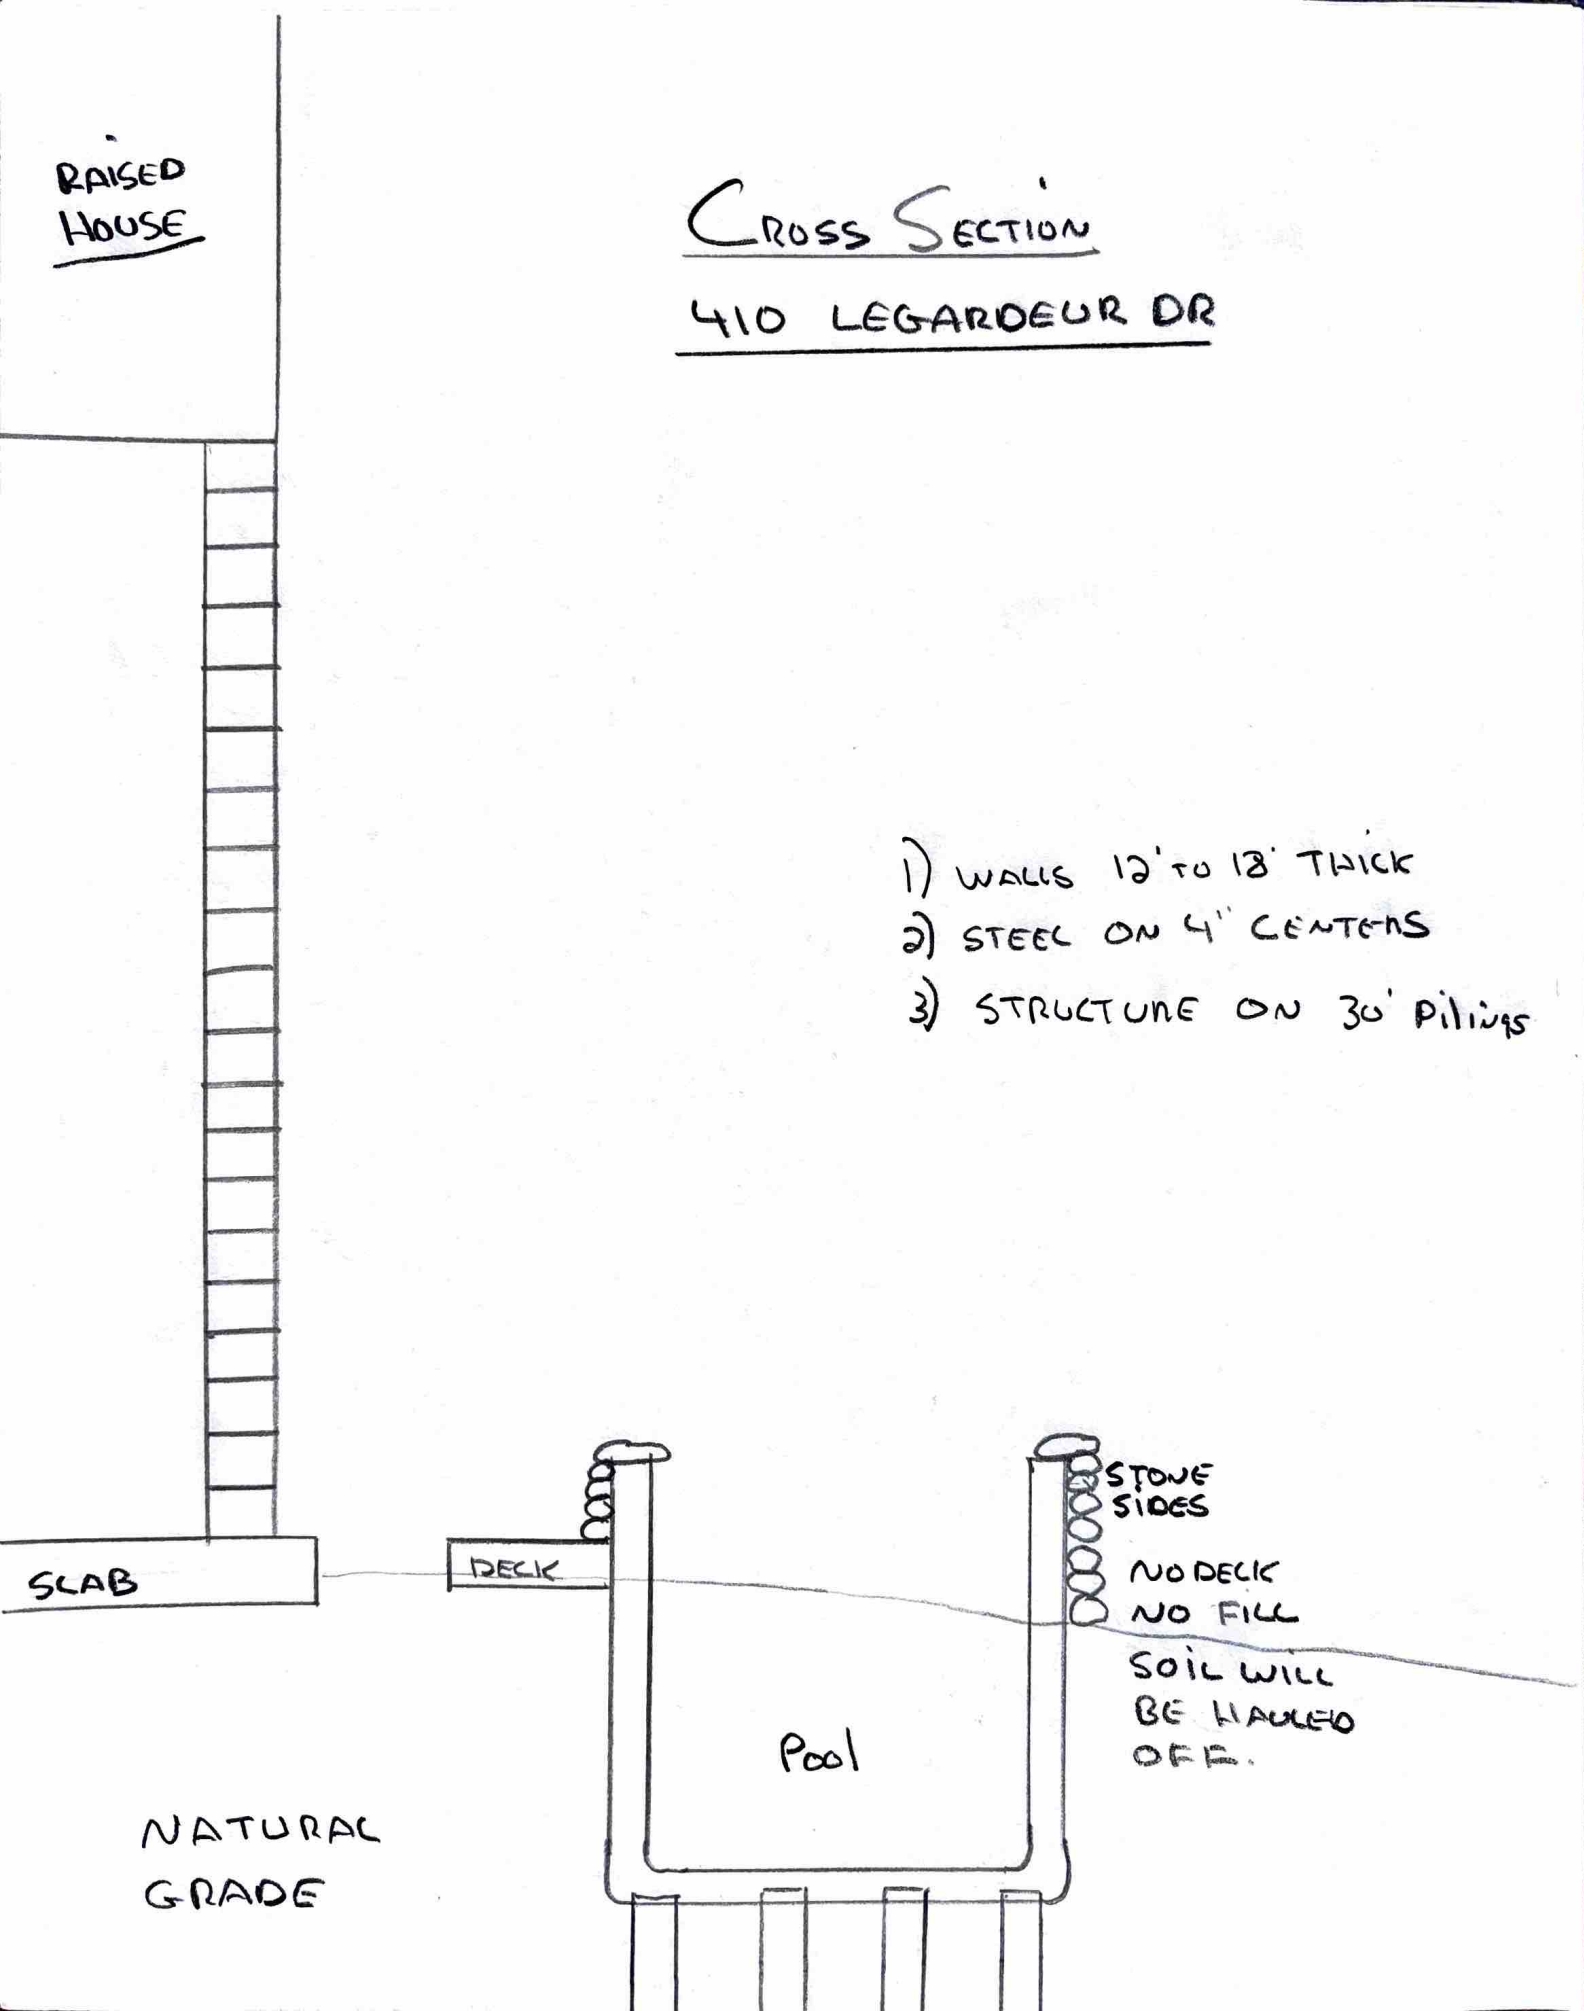 RAISED
HOUSE
CROSS SECTION
410 LEGARDEUR DR
1) WALLS 12' TO 18' THICK
2) STEEL ON 4" CENTERS
3) STRUCTURE ON 30' PiliNgs
STONE
SIDES
DECK
SLAB
NO DECK
NO FILL
SOiL WILL
BE HAULED
OFF.
Pool
NATURAL
GRADE